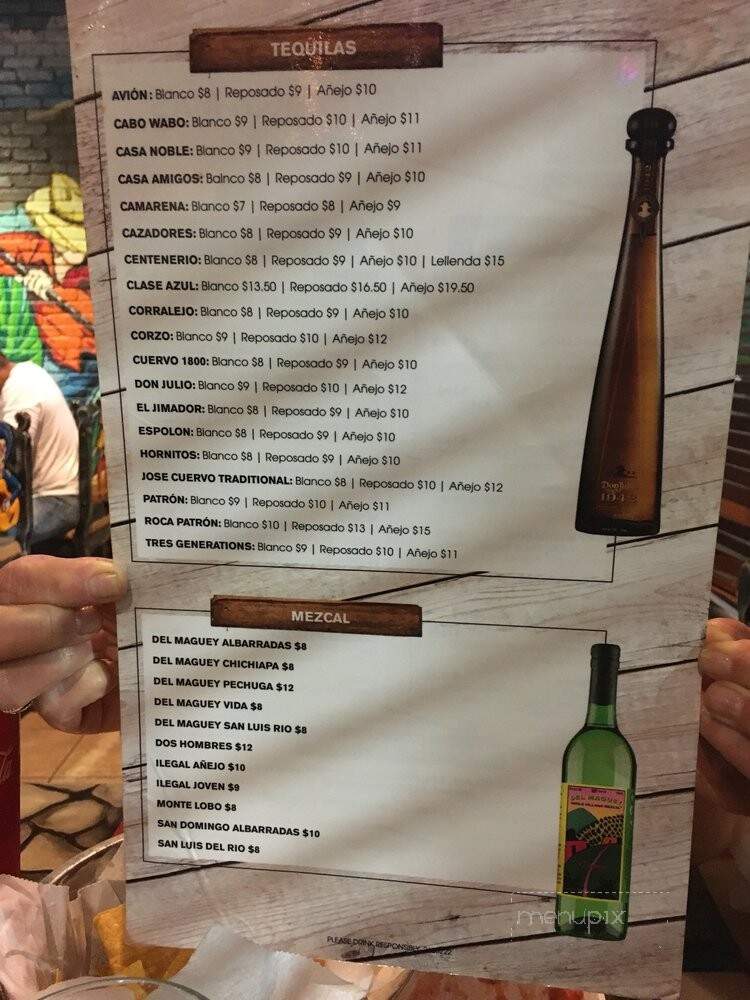 TEQUILAS
AVIÓN: Blanco $8 | Reposado $9 | Añejo $10
CABO WABO: Blanco $9 | Reposado $10 | Añejo $11
CASA NOBLE: Blanco $9 | Reposado $10 | Añejo $11
CASA AMIGOS: Balnco $8 | Reposado $9 | Añejo $10
CAMARENA: Blanco $7 | Reposado $8 | Añejo $9
CAZADORES: Blanco $8 | Reposado $9 | Añejo $10
CENTENERIO: Blanco $8 | Reposado $9 | Añejo $10 | Lellenda $15
CLASE AZUL: Blanco $13.50 | Reposado $16.50 | Añejo $19.50
CORRALEJO: Blanco $8 | Reposado $9 | Añejo $10
CORZO: Blanco $9 | Reposado $10 | Añejo $12
CUERVO 1800: Blanco $8 | Reposado $9 | Añejo $10
DON JULIO: Blanco $9 | Reposado $10 | Añejo $12
EL JIMADOR: Blanco $8 | Reposado $9 | Añejo $10
ESPOLON: Blanco $8 | Reposado $9 | Añejo $10
HORNITOS: Blanco $8 | Reposado $9 | Añejo $10
JOSE CUERVO TRADITIONAL: Blanco $8 | Reposado $10 | Añejo $12
PATRÓN: Blanco $9 | Reposado $10 | Añejo $11
ROCA PATRÓN: Blanco $10 | Reposado $13 | Añejo $15
TRES GENERATIONS: Blanco $9 | Reposado $10 | Añejo $11
Don Julio
1942
MEZCAL
DEL MAGUEY ALBARRADAS $8
DEL MAGUEY CHICHIAPA $8
DEL MAGUEY PECHUGA $12
DEL MAGUEY VIDA $8
DEL MAGUEY SAN LUIS RIO $8
DOS HOMBRES $12
ILEGAL AÑEJO $10
ILEGAL JOVEN $9
MONTE LOBO $8
SAN DOMINGO ALBARRADAS $10
SAN LUIS DEL RIO $8
DEL MAGUEY
SINGLE VILLAGE MEZCAL
menupix
PLEASE DRINK RESPONSIBLY